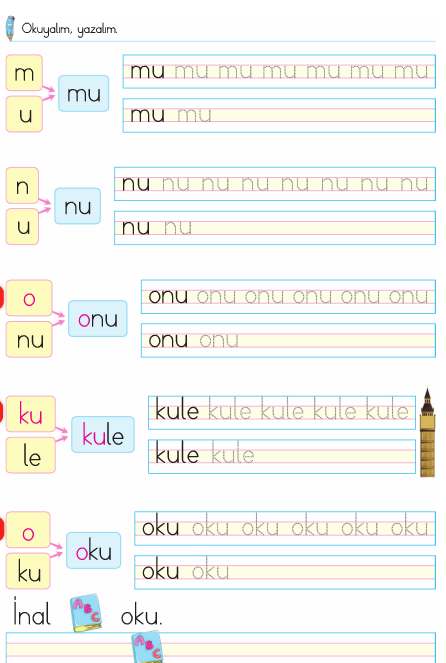 Okuyalım, yazalım.
m
u
mu
mu mu mu mu mu mu mu
mu mu
n
u
nu
nu nu nu nu nu nu nu nu
nu nu
o
nu
onu
onu onu onu onu onu onu
onu onu
ku
le
kule
kule kule kule kule kule
kule kule
o
ku
oku
oku oku oku oku oku oku
oku oku
İnal ABC oku.
ABC